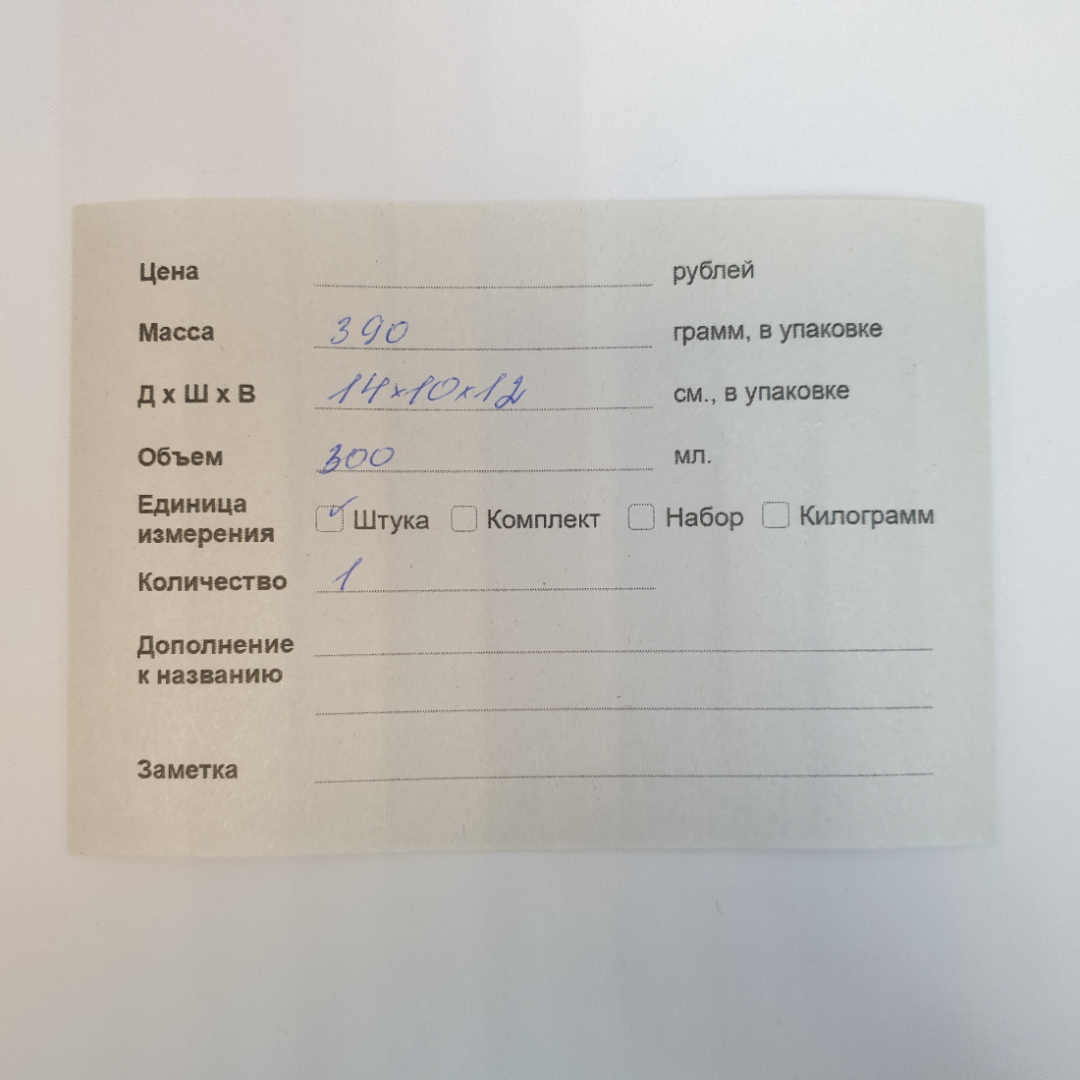 Цена рублей
Масса 390 грамм, в упаковке
Д х Ш х В 14x10x12 см., в упаковке
Объем 300 мл.
Единица
измерения Штука Комплект Набор Килограмм
Количество 1
Дополнение
к названию
Заметка